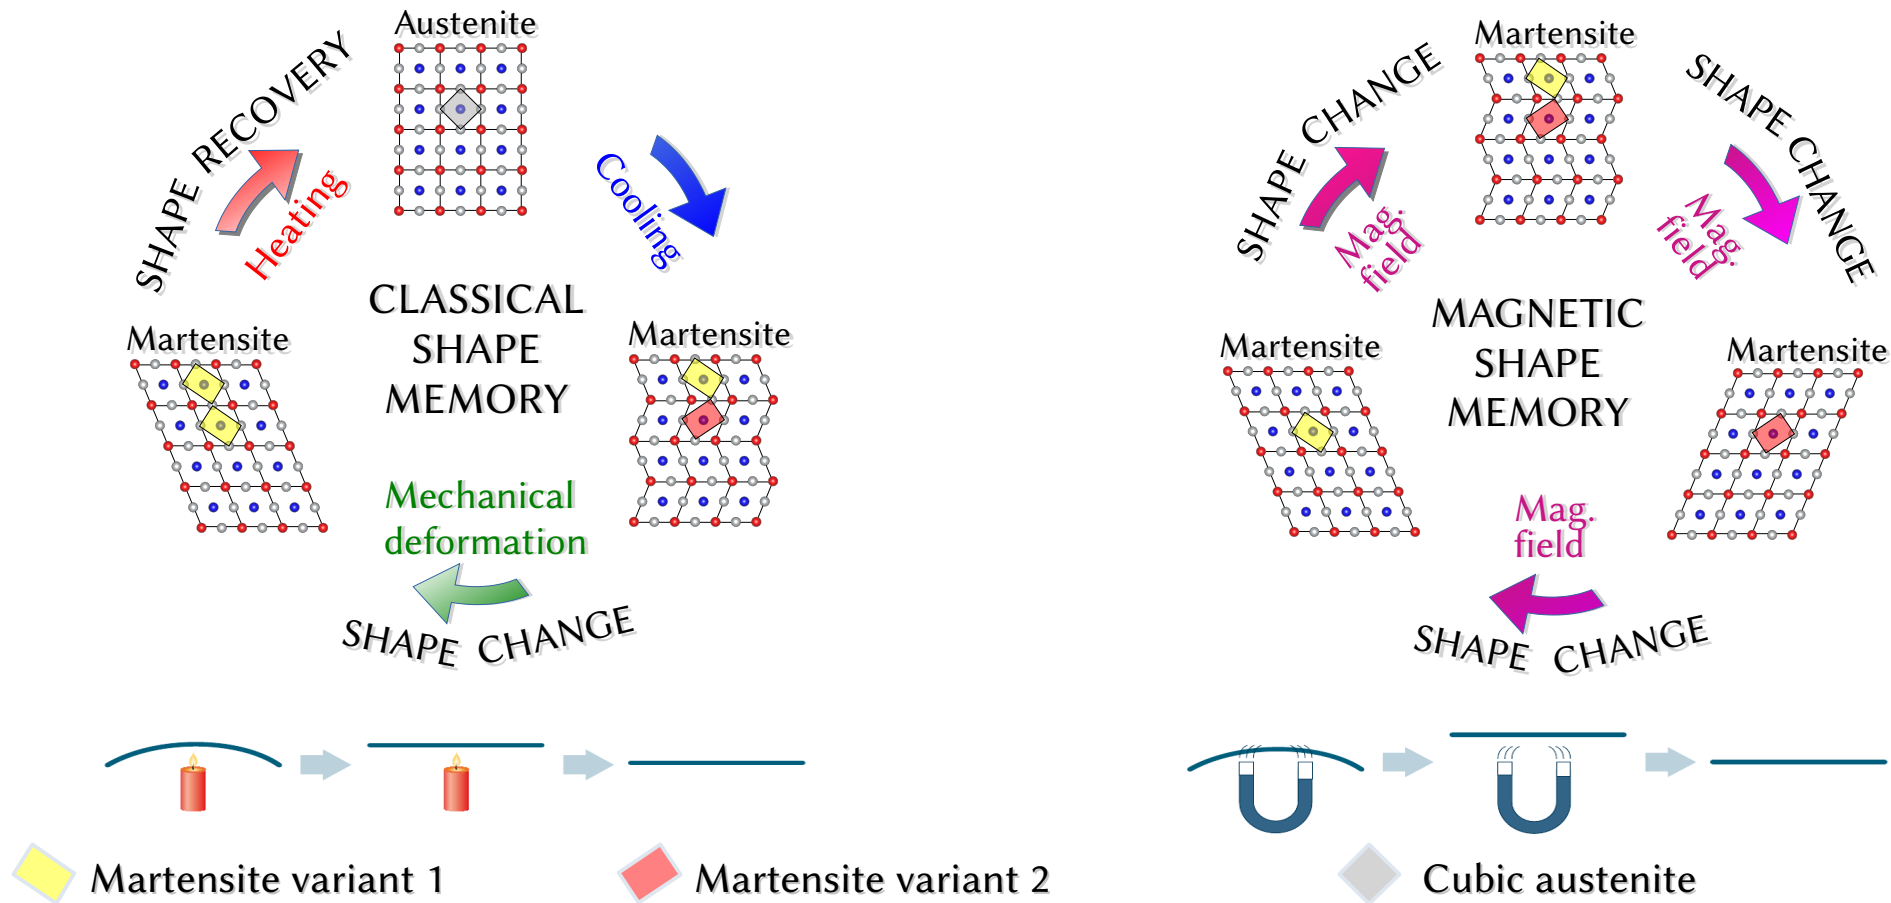 Austenite
SHAPE RECOVERY
Heating
Cooling
CLASSICAL
SHAPE
MEMORY
Martensite
Martensite
Mechanical
deformation
SHAPE CHANGE
Martensite
SHAPE CHANGE
SHAPE CHANGE
Mag.
field
Mag.
field
MAGNETIC
SHAPE
MEMORY
Martensite
Martensite
Mag.
field
SHAPE CHANGE
Martensite variant 1
Martensite variant 2
Cubic austenite